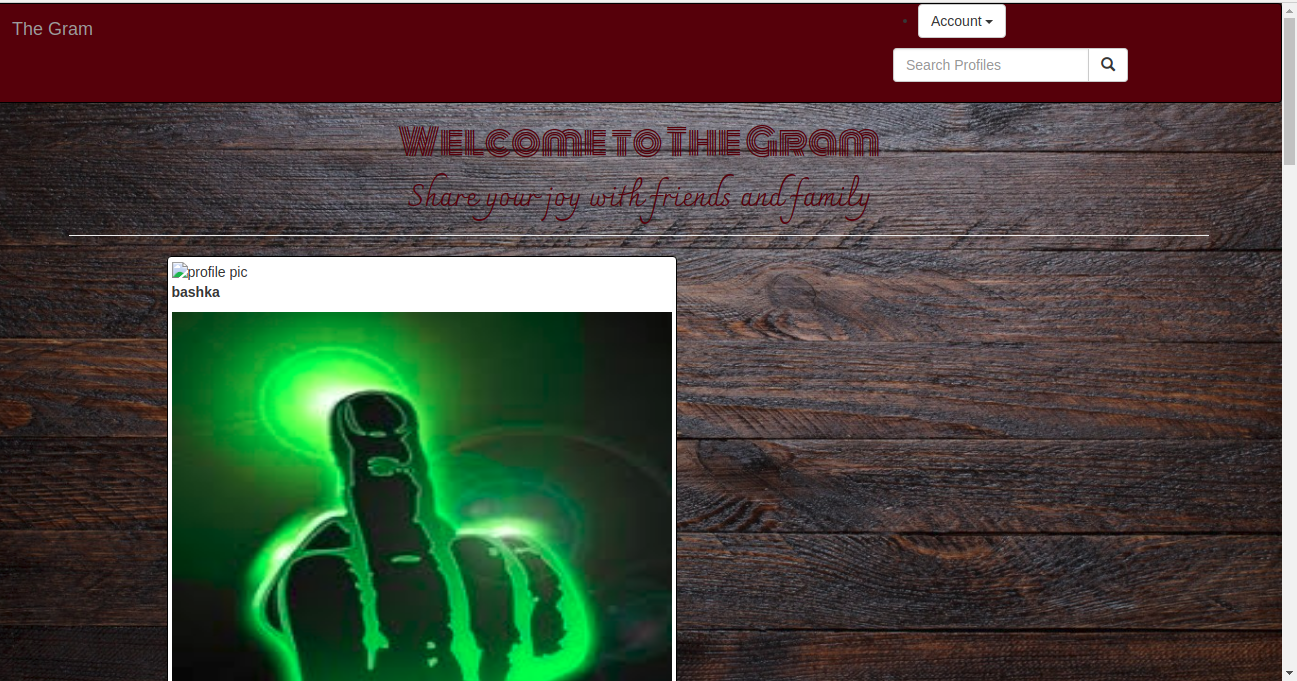 The Gram
Account
Search Profiles
Welcome to The Gram
Share your joy with friends and family
profile pic
bashka